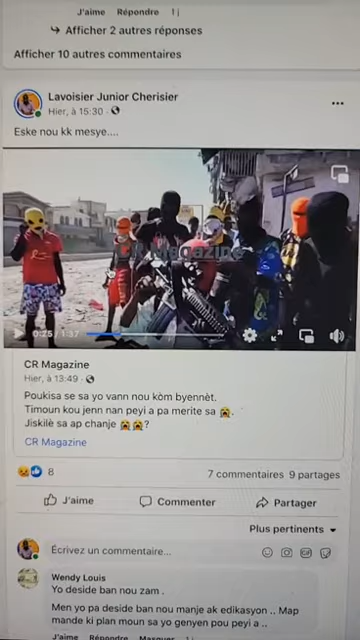 J'aime Répondre 1 j
Afficher 2 autres réponses
Afficher 10 autres commentaires
Lavoisier Junior Cherisier
Hier, à 15:30 ·
Eske nou kk mesye....
CR Magazine
0:25 / 1:37
CR Magazine
Hier, à 13:49 ·
Poukisa se sa yo vann nou kòm byennèt.
Timoun kou jenn nan peyi a pa merite sa 😭.
Jiskilè sa ap chanje 😭😭?
CR Magazine
8
7 commentaires 9 partages
J'aime Commenter Partager
Plus pertinents
Écrivez un commentaire...
Wendy Louis
Yo deside ban nou zam .
Men yo pa deside ban nou manje ak edikasyon .. Map
mande ki plan moun sa yo genyen pou peyi a ..
J'aime Répondre Masquer 1 j